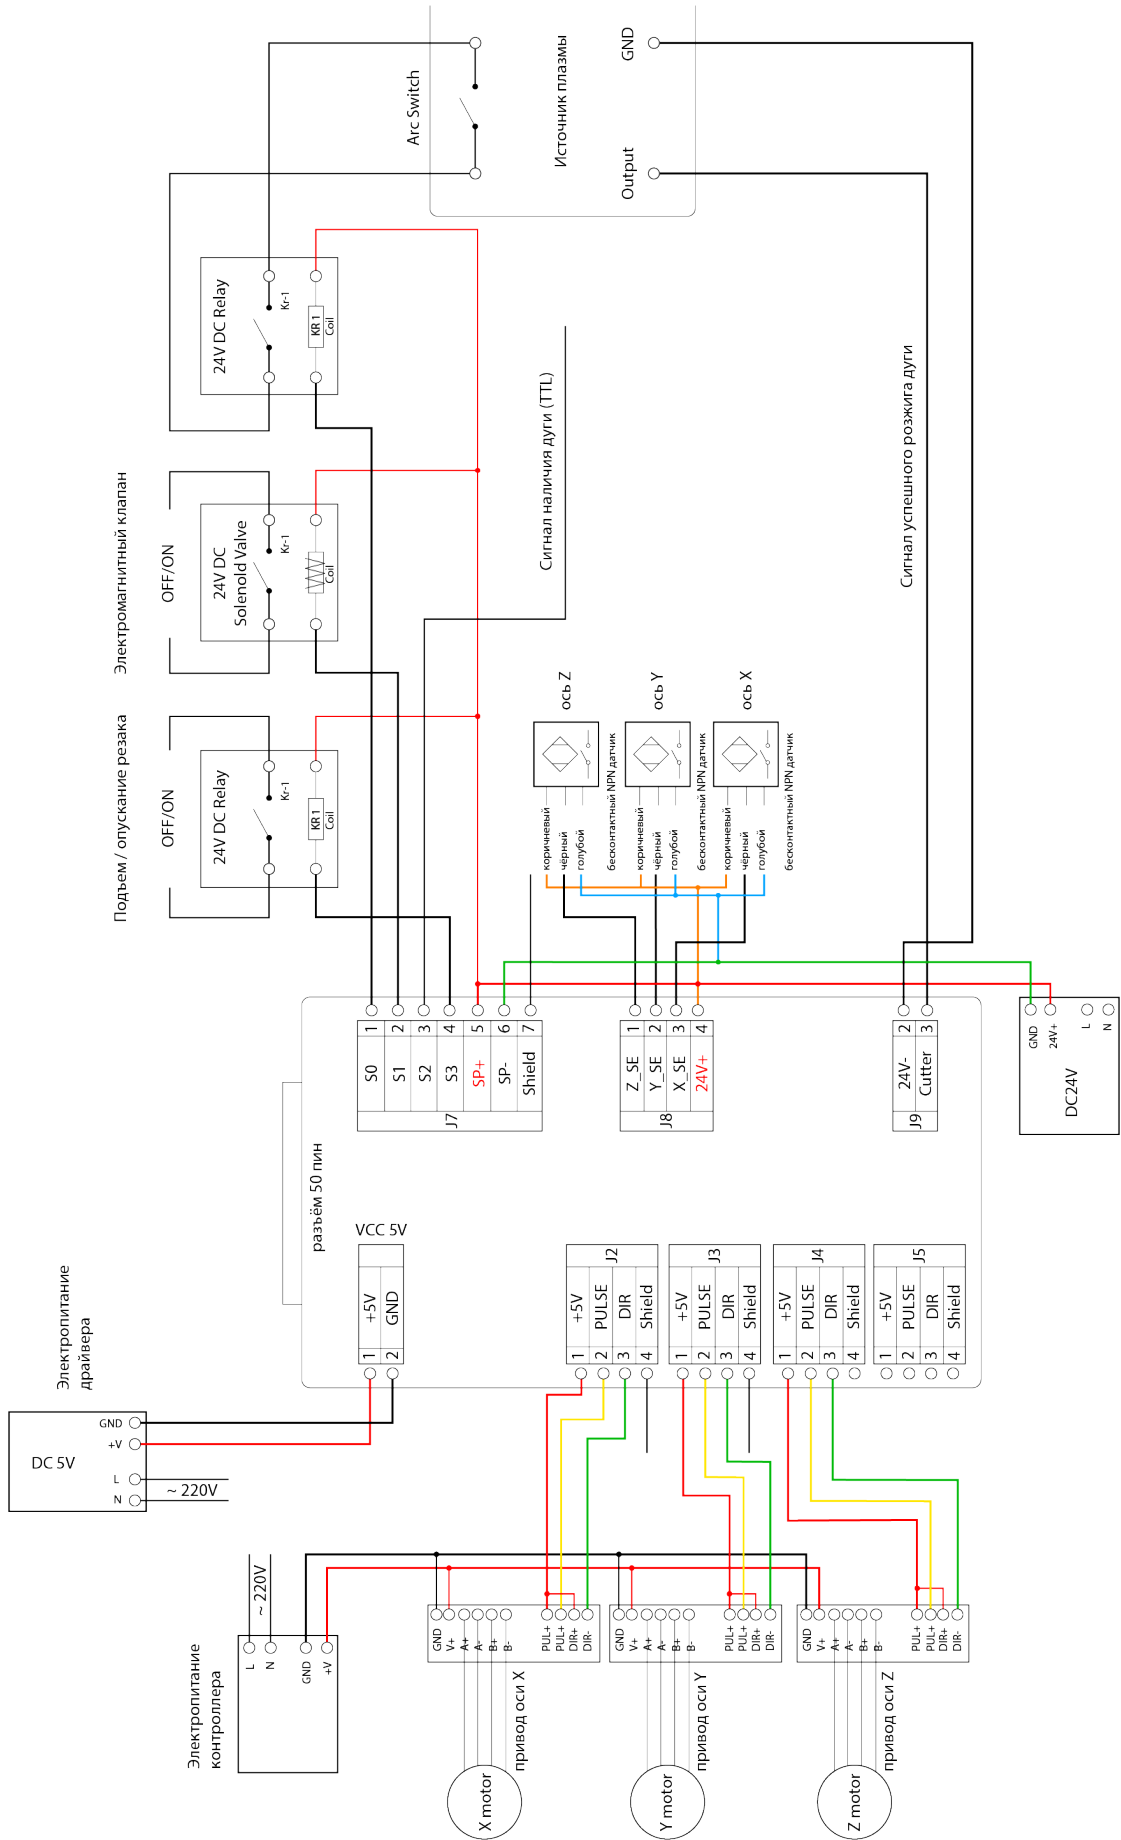 GND
Output
Источник плазмы
Arc Switch
24V DC Relay
Kr-1
KR 1
Coil
Электромагнитный клапан
OFF/ON
24V DC
Solenold Valve
Kr-1
Coil
Подъем / опускание резака
OFF/ON
24V DC Relay
Kr-1
KR 1
Coil
Сигнал наличия дуги (TTL)
Сигнал успешного розжига дуги
ось Z
ось Y
ось X
коричневый
чёрный
голубой
бесконтактный NPN датчик
коричневый
чёрный
голубой
бесконтактный NPN датчик
коричневый
чёрный
голубой
бесконтактный NPN датчик
J7
S0 1
S1 2
S2 3
S3 4
SP+ 5
SP- 6
Shield 7
J8
Z_SE 1
Y_SE 2
X_SE 3
24V+ 4
J9
24V- 2
Cutter 3
DC24V
GND
24V+
L
N
разъём 50 пин
VCC 5V
1 +5V
2 GND
J2
1 +5V
2 PULSE
3 DIR
4 Shield
J3
1 +5V
2 PULSE
3 DIR
4 Shield
J4
1 +5V
2 PULSE
3 DIR
4 Shield
J5
1 +5V
2 PULSE
3 DIR
4 Shield
Электропитание
драйвера
DC 5V
GND
+V
L
N
~ 220V
Электропитание
контроллера
~ 220V
L
N
GND
+V
GND
V+
A+
A-
B+
B-
PUL+
PUL+
DIR+
DIR-
привод оси X
X motor
GND
V+
A+
A-
B+
B-
PUL+
PUL+
DIR+
DIR-
привод оси Y
Y motor
GND
V+
A+
A-
B+
B-
PUL+
PUL+
DIR+
DIR-
привод оси Z
Z motor